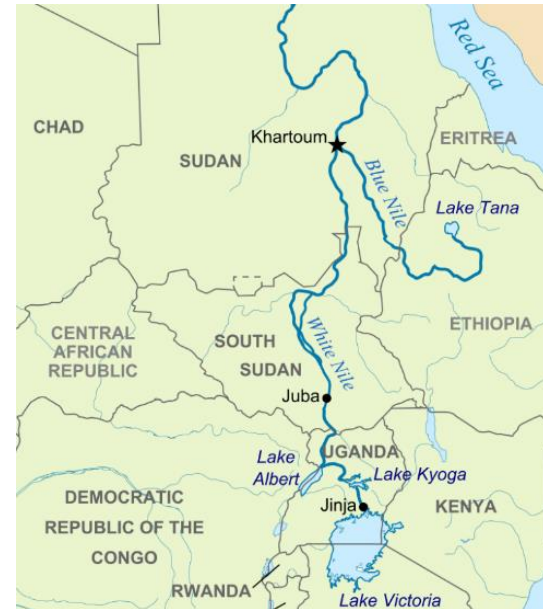 Red Sea
CHAD
Khartoum
ERITREA
SUDAN
Blue Nile
Lake Tana
ETHIOPIA
CENTRAL
AFRICAN
REPUBLIC
SOUTH
SUDAN
White Nile
Juba
UGANDA
Lake
Albert
Lake Kyoga
DEMOCRATIC
REPUBLIC OF THE
CONGO
Jinja
KENYA
RWANDA
Lake Victoria